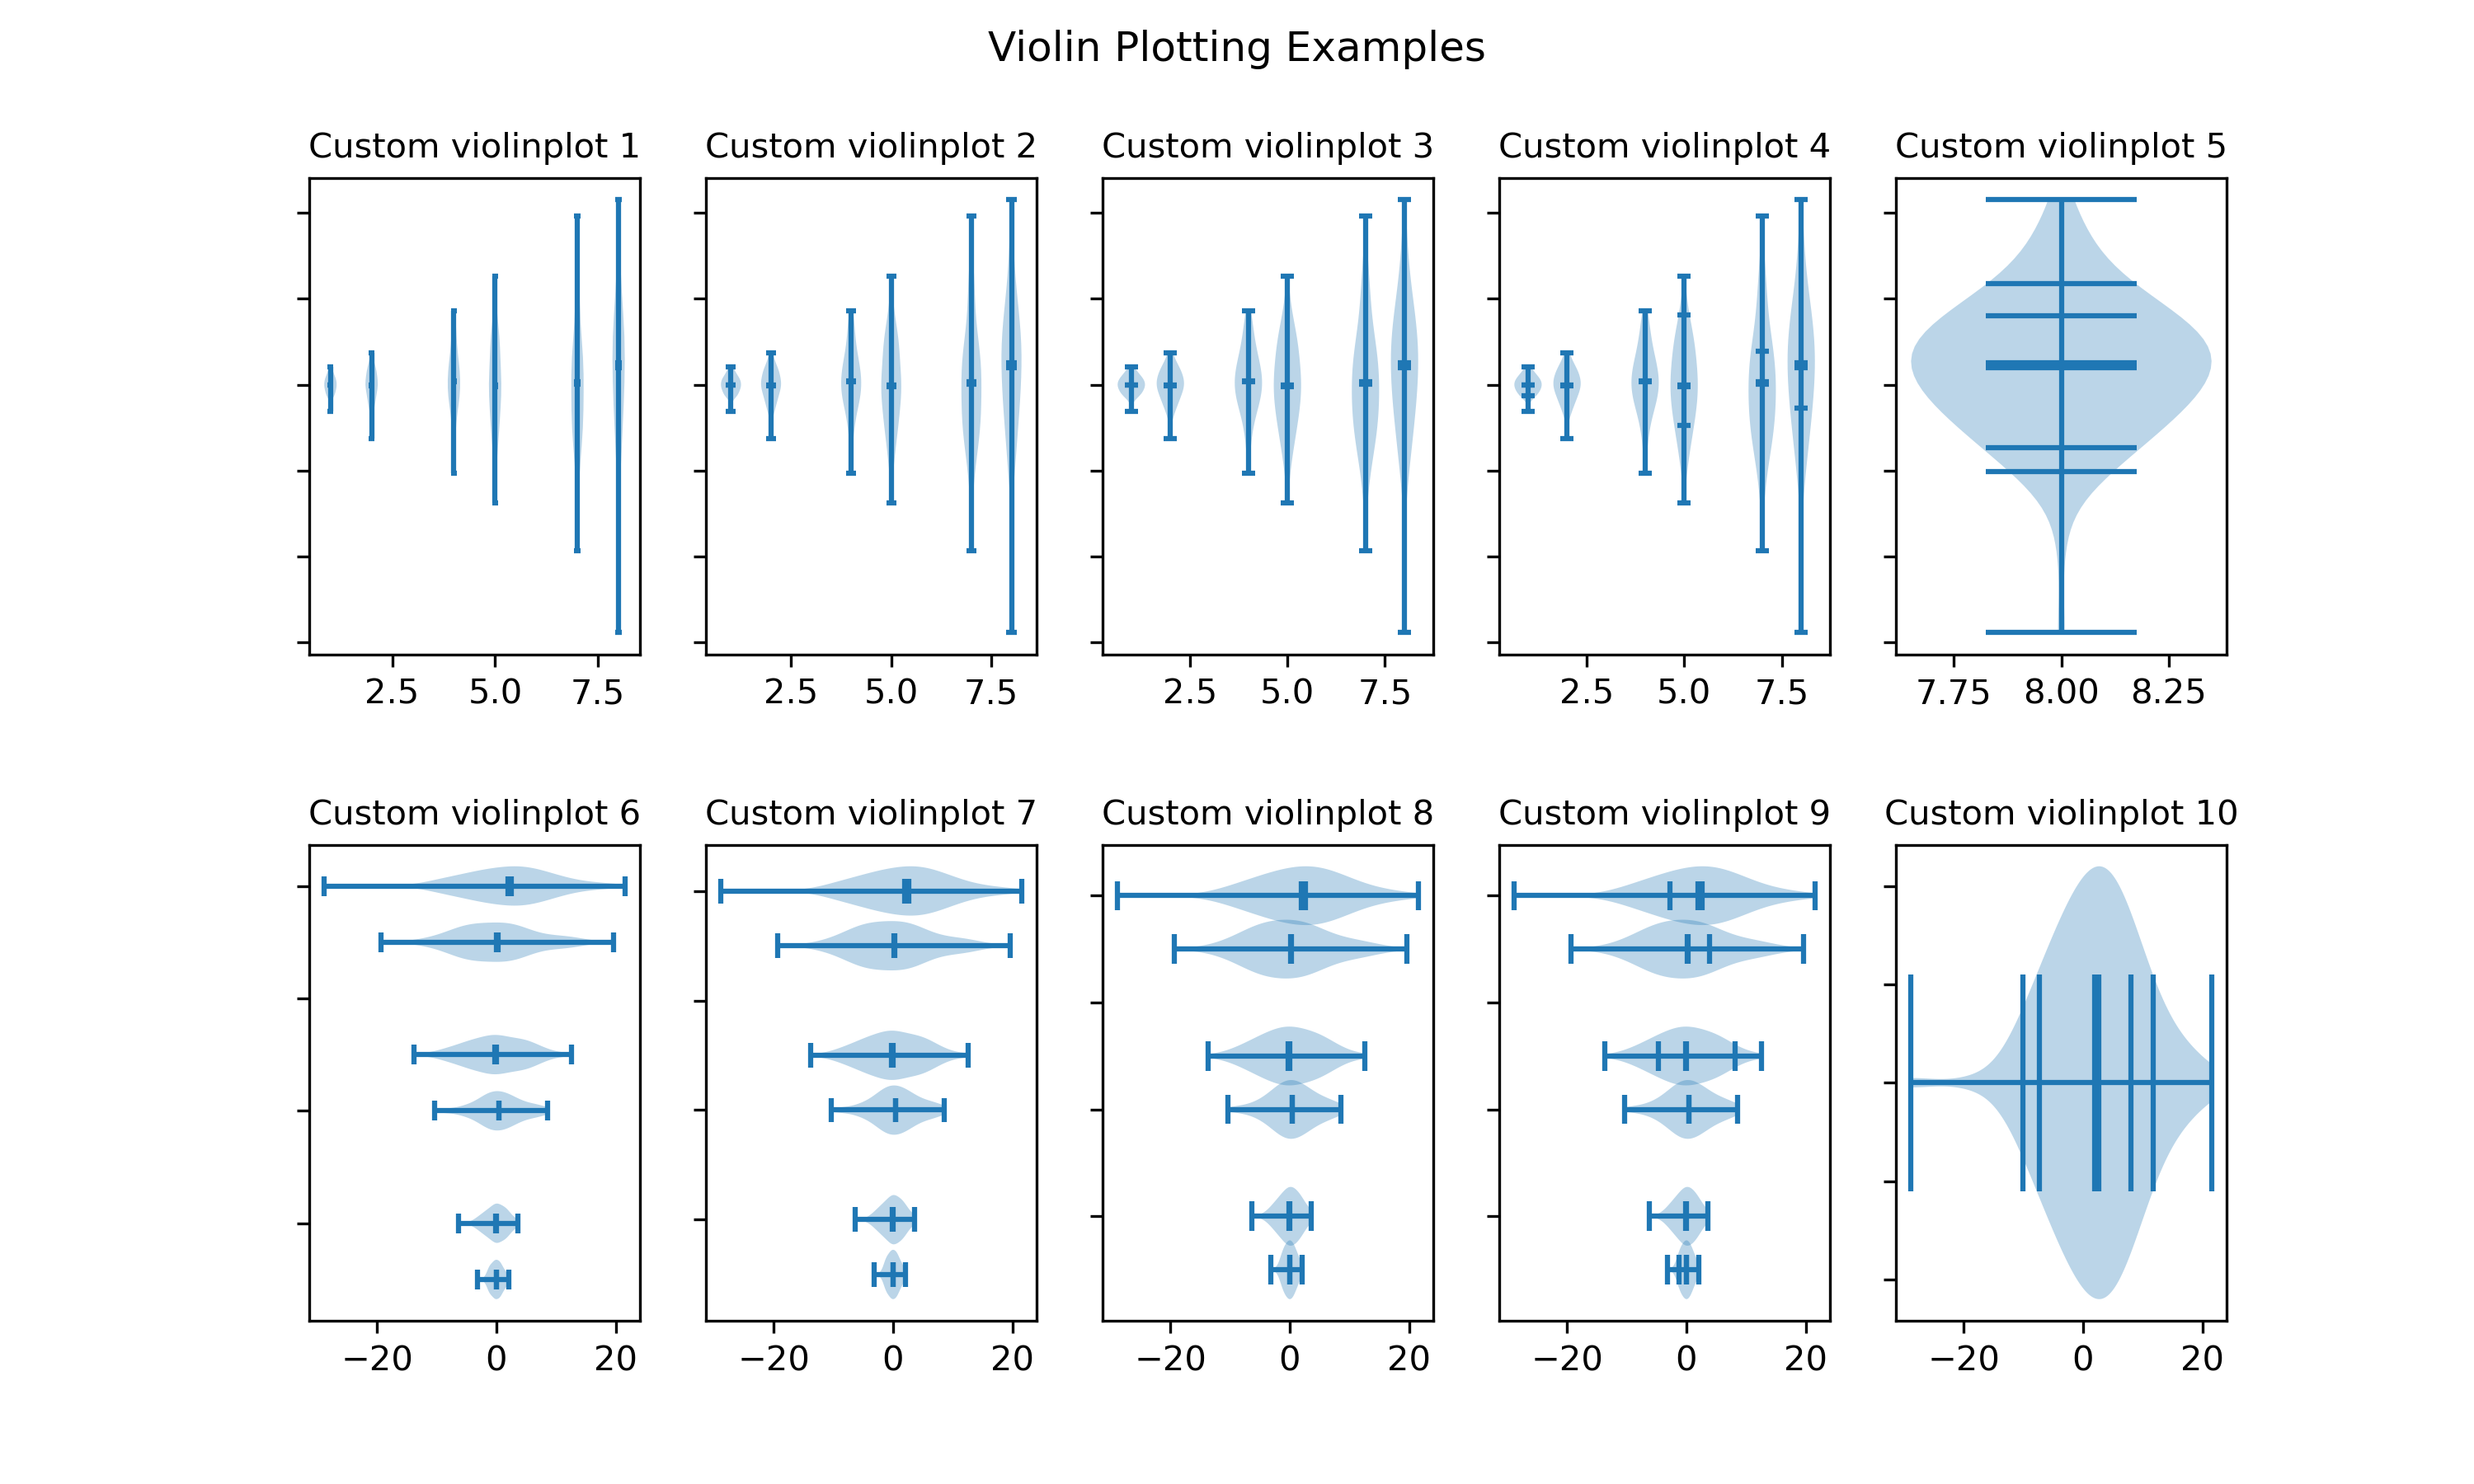 Violin Plotting Examples
Custom violinplot 1
2.5 5.0 7.5
Custom violinplot 2
2.5 5.0 7.5
Custom violinplot 3
2.5 5.0 7.5
Custom violinplot 4
2.5 5.0 7.5
Custom violinplot 5
7.75 8.00 8.25
Custom violinplot 6
−20 0 20
Custom violinplot 7
−20 0 20
Custom violinplot 8
−20 0 20
Custom violinplot 9
−20 0 20
Custom violinplot 10
−20 0 20